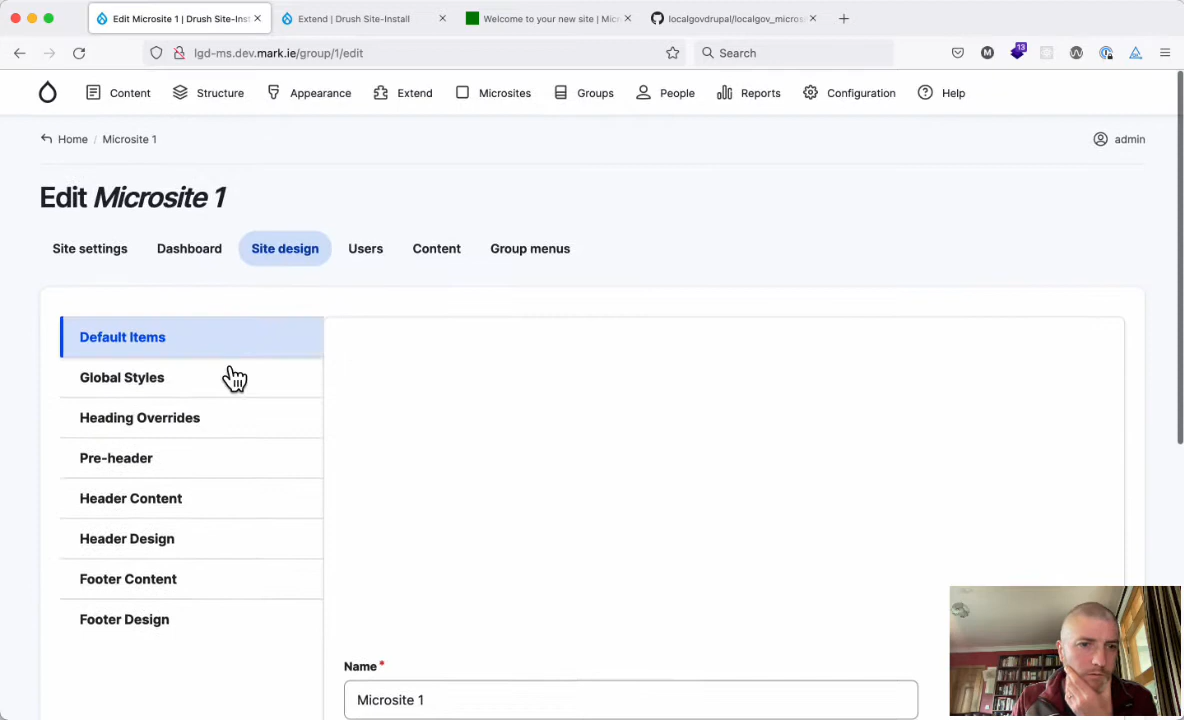 Edit Microsite 1 | Drush Site-Inst
Extend | Drush Site-Install
Welcome to your new site | Micr
localgovdrupal/localgov_micros
lgd-ms.dev.mark.ie/group/1/edit
Search
13
M
Content
Structure
Appearance
Extend
Microsites
Groups
People
Reports
Configuration
Help
Home / Microsite 1
admin
Edit Microsite 1
Site settings
Dashboard
Site design
Users
Content
Group menus
Default Items
Global Styles
Heading Overrides
Pre-header
Header Content
Header Design
Footer Content
Footer Design
Name*
Microsite 1